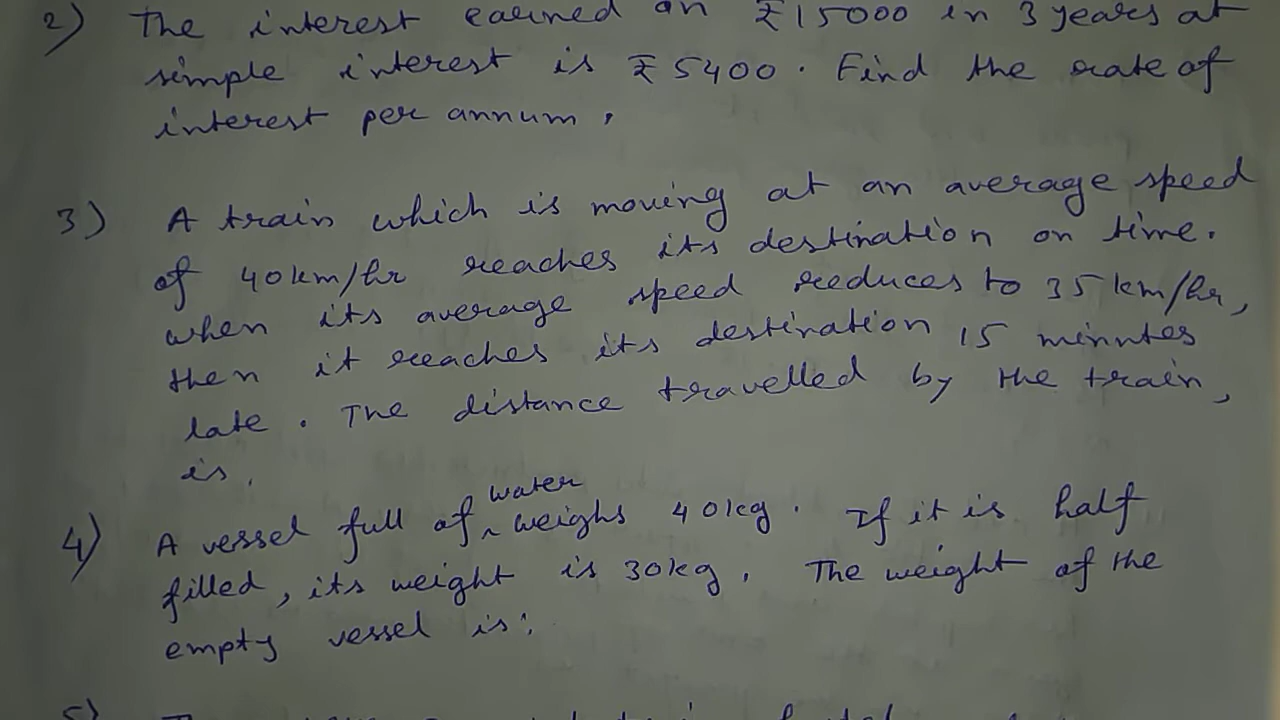 2) The interest earned on ₹15000 in 3 years at
simple interest is ₹5400. Find the rate of
interest per annum.
3) A train which is moving at an average speed
of 40km/hr reaches its destination on time.
when its average speed reduces to 35km/hr,
then it reaches its destination 15 minutes
late. The distance travelled by the train,
is.
4) A vessel full of water weighs 40kg. If it is half
filled, its weight is 30kg. The weight of the
empty vessel is:
5)